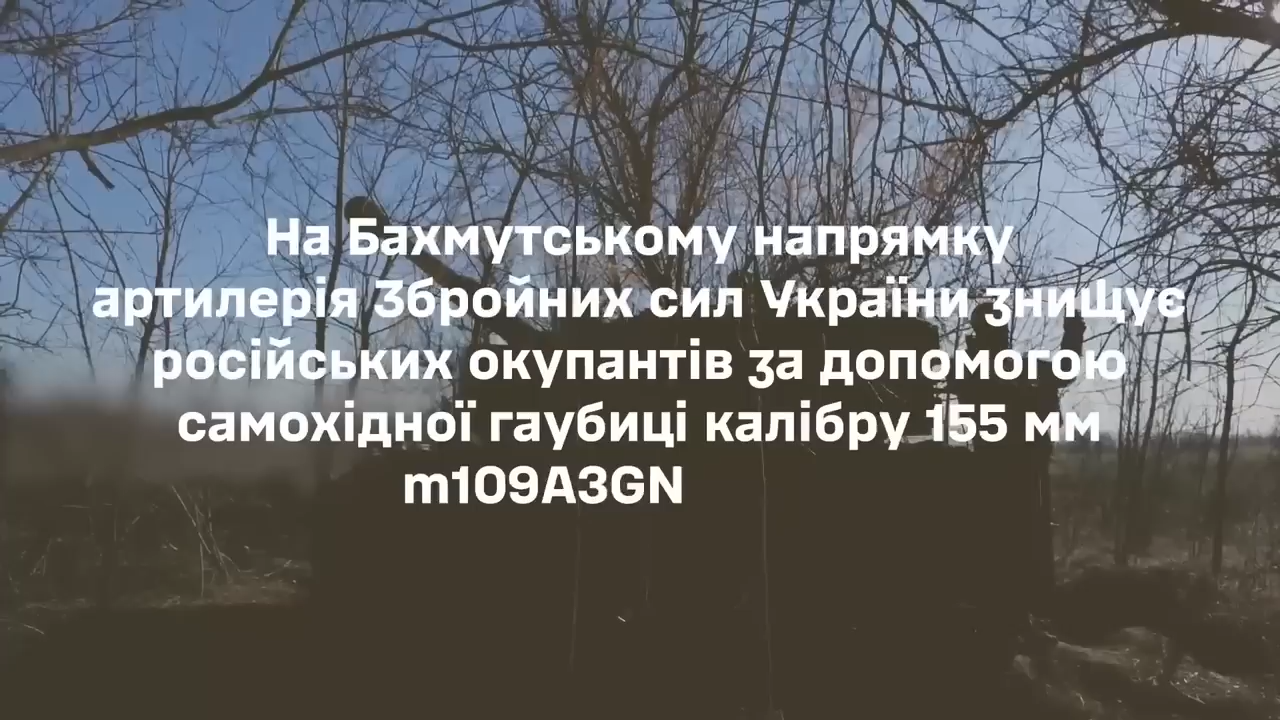 На Бахмутському напрямку
артилерія Збройних сил України знищує
російських окупантів за допомогою
самохідної гаубиці калібру 155 мм
m109A3GN